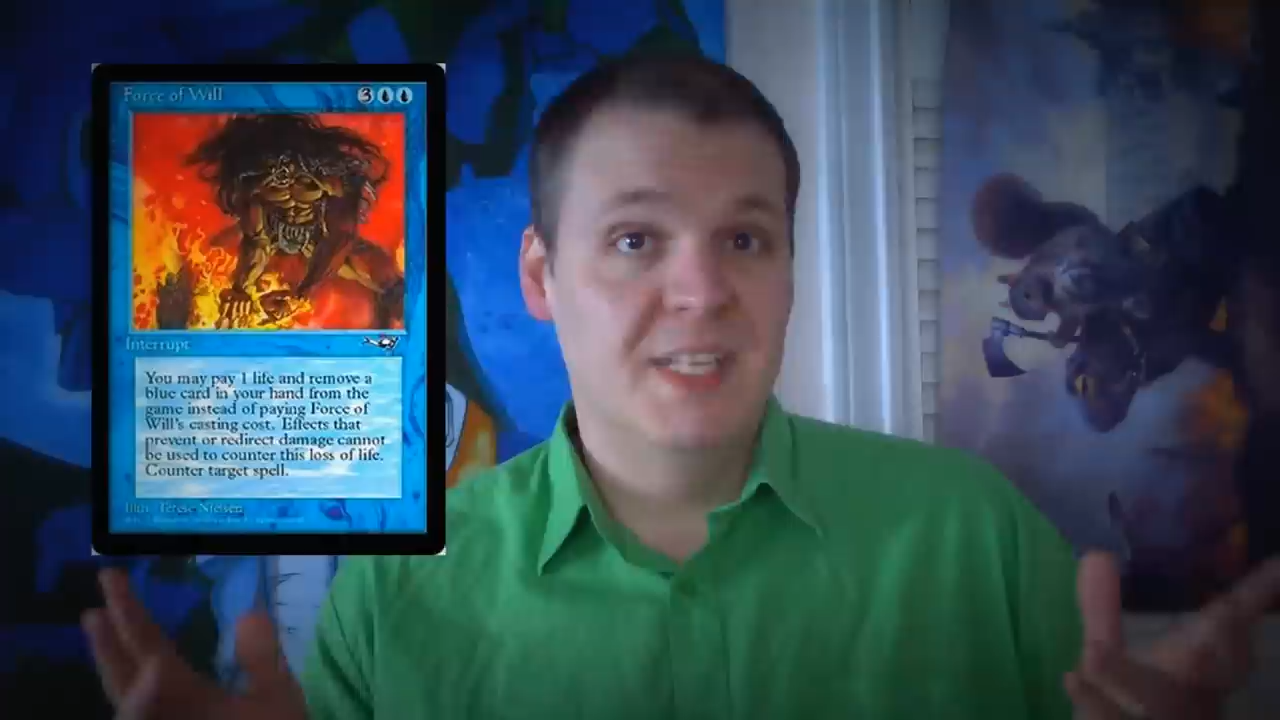 Force of Will 3
Interrupt
You may pay 1 life and remove a
blue card in your hand from the
game instead of paying Force of
Will's casting cost. Effects that
prevent or redirect damage cannot
be used to counter this loss of life.
Counter target spell.
Illus. Terese Nielsen